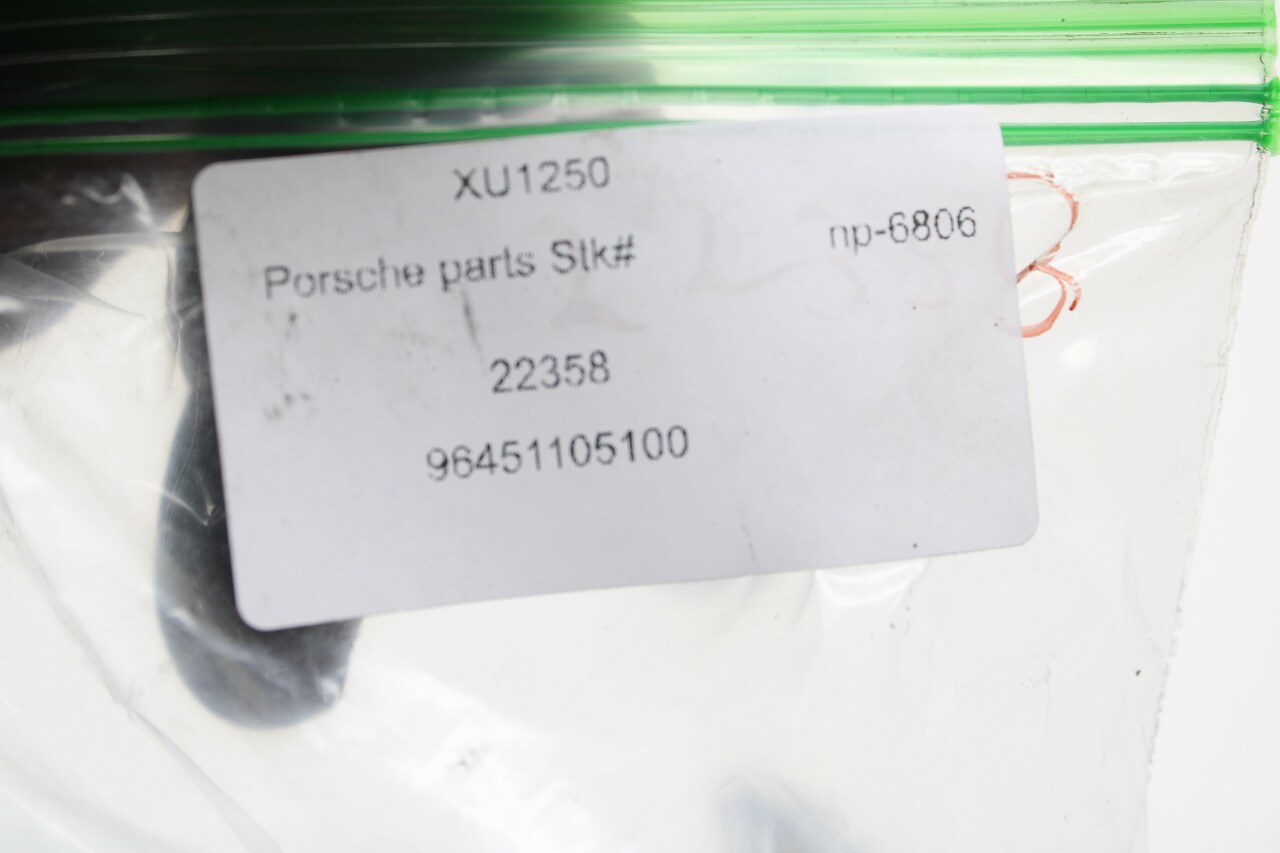 XU1250
np-6806
Porsche parts Stk#
22358
96451105100